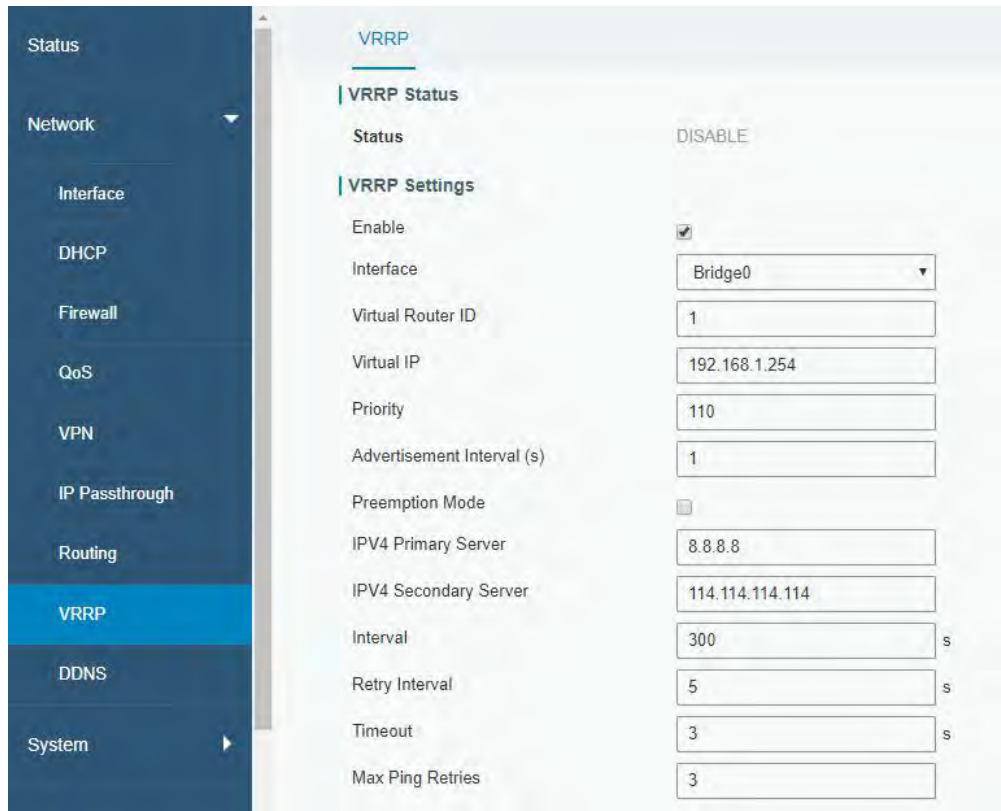 Status
Network
Interface
DHCP
Firewall
QoS
VPN
IP Passthrough
Routing
VRRP
DDNS
System
VRRP
VRRP Status
Status DISABLE
VRRP Settings
Enable
Interface Bridge0
Virtual Router ID 1
Virtual IP 192.168.1.254
Priority 110
Advertisement Interval (s) 1
Preemption Mode
IPV4 Primary Server 8.8.8.8
IPV4 Secondary Server 114.114.114.114
Interval 300 s
Retry Interval 5 s
Timeout 3 s
Max Ping Retries 3